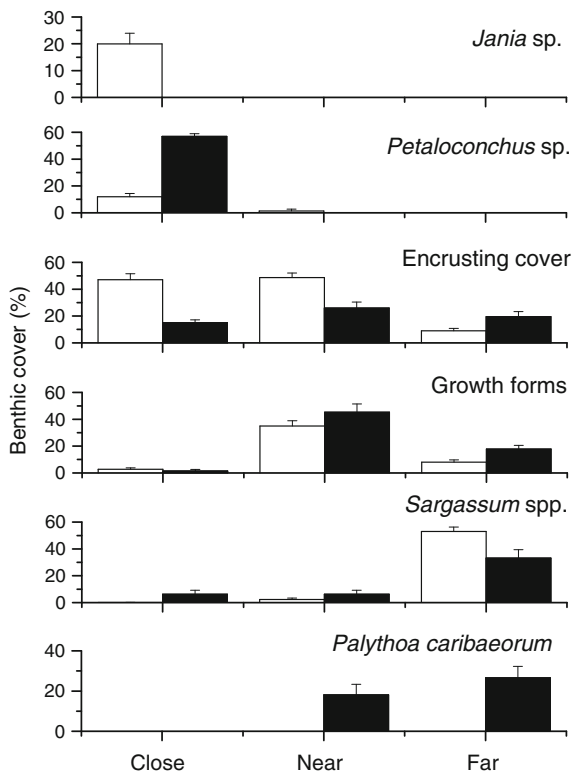 Benthic cover (%)
30
20
10
0
Jania sp.
60
40
20
0
Petaloconchus sp.
60
40
20
0
Encrusting cover
60
40
20
0
Growth forms
60
40
20
0
Sargassum spp.
40
20
0
Palythoa caribaeorum
Close Near Far